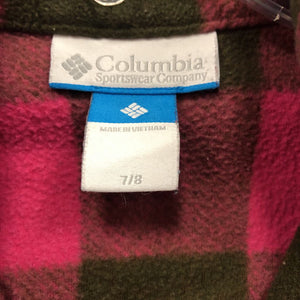 Columbia
Sportswear Company
MADE IN VIETNAM
7/8